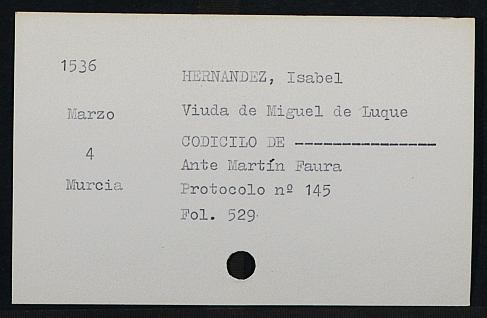 1536
HERNANDEZ, Isabel
Marzo
Viuda de Miguel de Luque
4
CODICILO DE ----------------
Ante Martín Faura
Murcia
Protocolo nº 145
Fol. 529